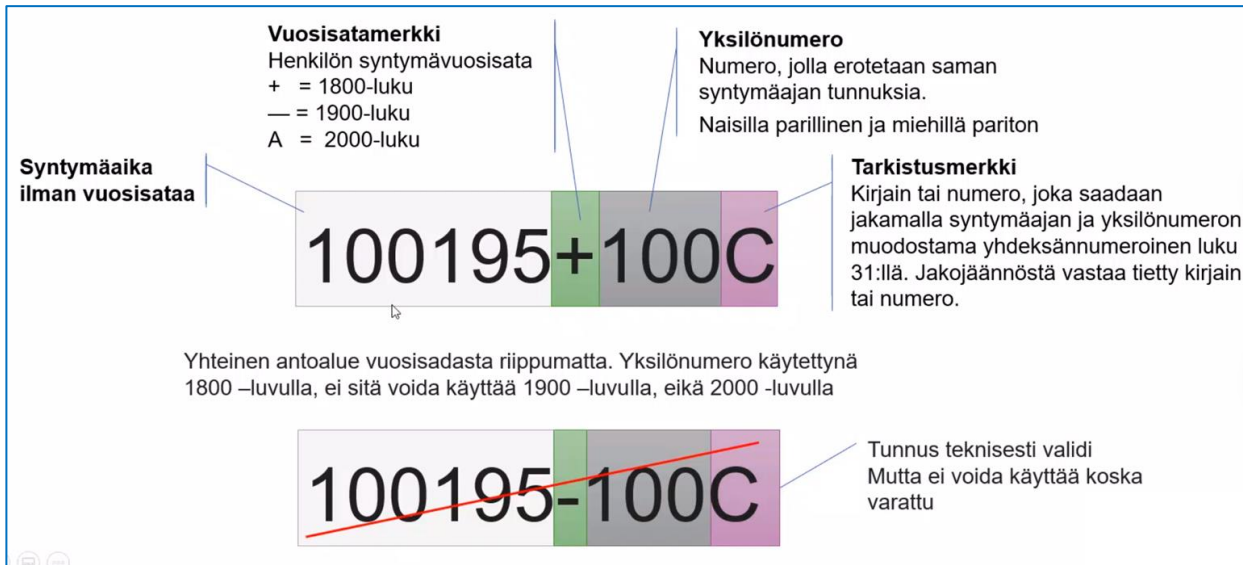 Vuosisatamerkki
Henkilön syntymävuosisata
+ = 1800-luku
— = 1900-luku
A = 2000-luku
Yksilönumero
Numero, jolla erotetaan saman
syntymäajan tunnuksia.
Naisilla parillinen ja miehillä pariton
Syntymäaika
ilman vuosisataa
Tarkistusmerkki
Kirjain tai numero, joka saadaan
jakamalla syntymäajan ja yksilönumeron
muodostama yhdeksännumeroinen luku
31:llä. Jakojäännöstä vastaa tietty kirjain
tai numero.
100195+100C
Yhteinen antoalue vuosisadasta riippumatta. Yksilönumero käytettynä
1800 –luvulla, ei sitä voida käyttää 1900 –luvulla, eikä 2000 -luvulla
100195-100C
Tunnus teknisesti validi
Mutta ei voida käyttää koska
varattu